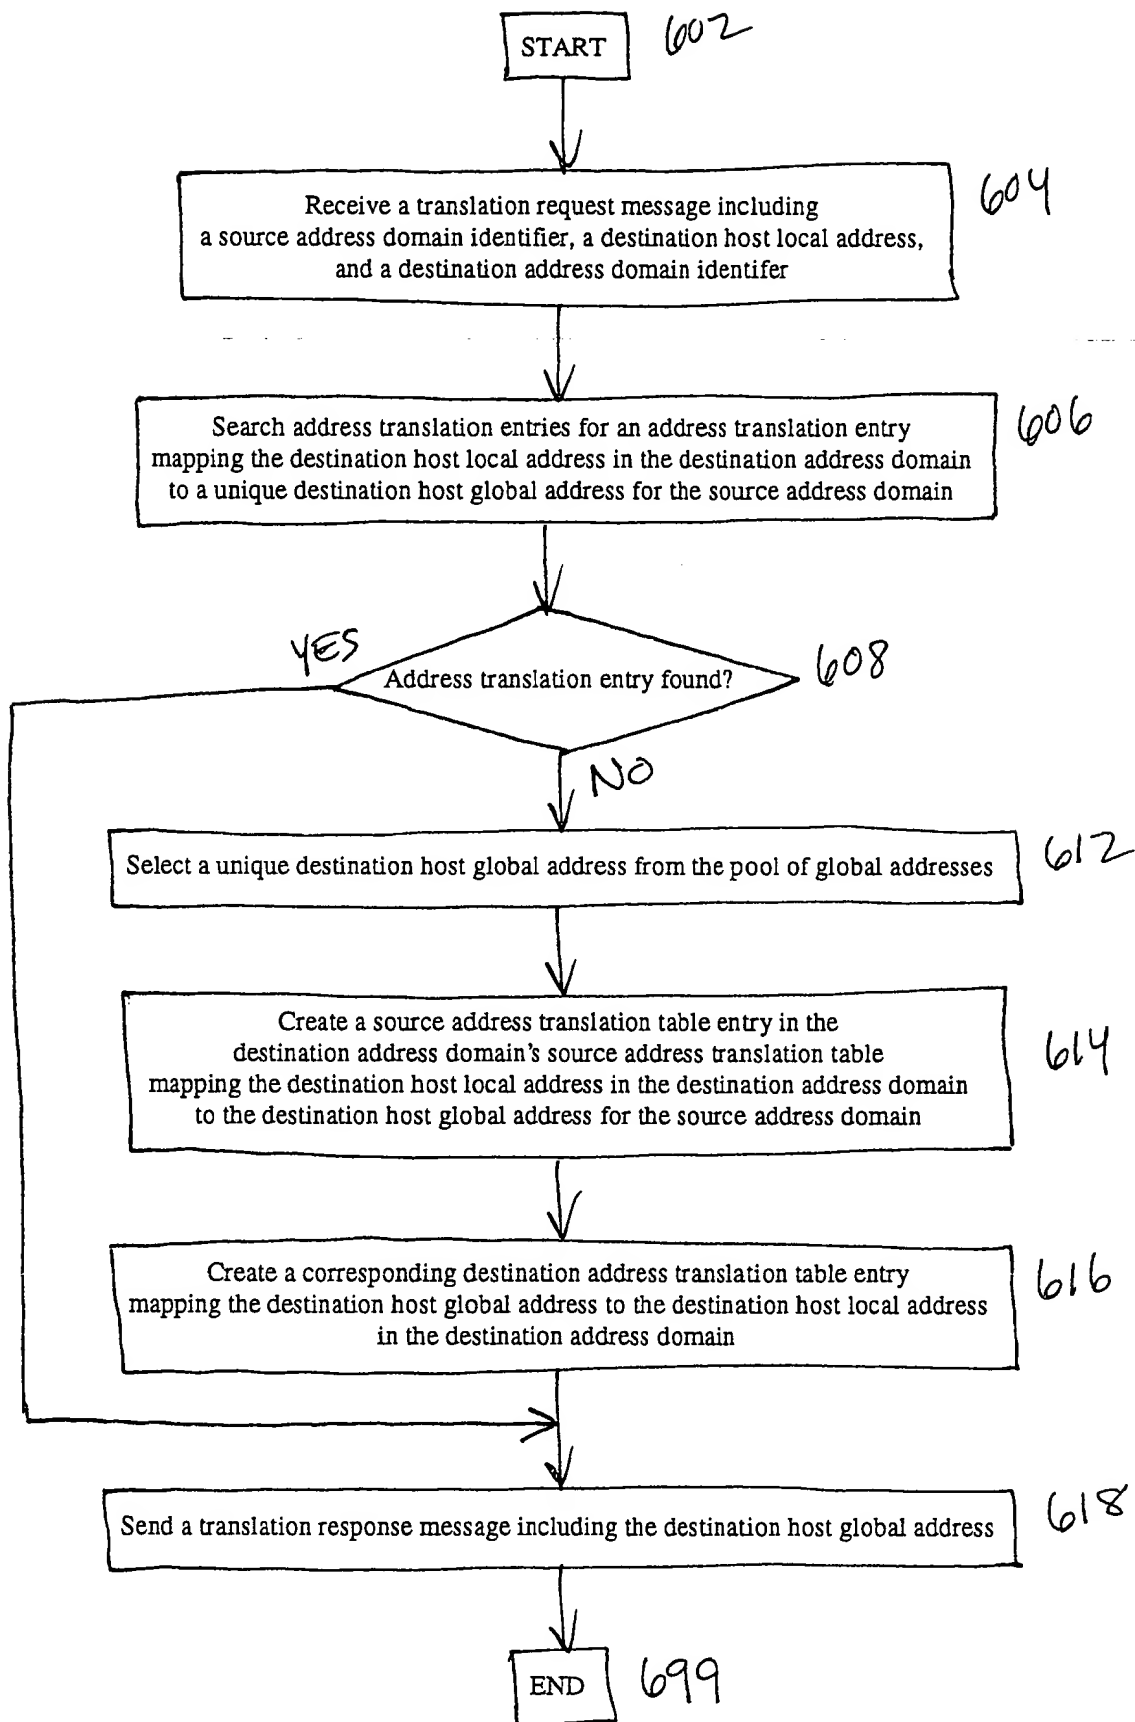 START
602
Receive a translation request message including
a source address domain identifier, a destination host local address,
and a destination address domain identifer
604
Search address translation entries for an address translation entry
mapping the destination host local address in the destination address domain
to a unique destination host global address for the source address domain
606
YES
Address translation entry found?
608
NO
Select a unique destination host global address from the pool of global addresses
612
Create a source address translation table entry in the
destination address domain's source address translation table
mapping the destination host local address in the destination address domain
to the destination host global address for the source address domain
614
Create a corresponding destination address translation table entry
mapping the destination host global address to the destination host local address
in the destination address domain
616
Send a translation response message including the destination host global address
618
END
699